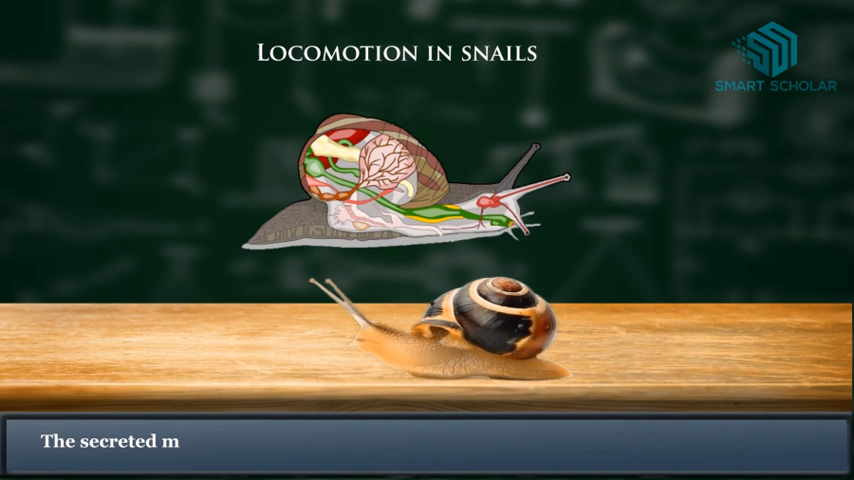 LOCOMOTION IN SNAILS
SMART SCHOLAR
The secreted m